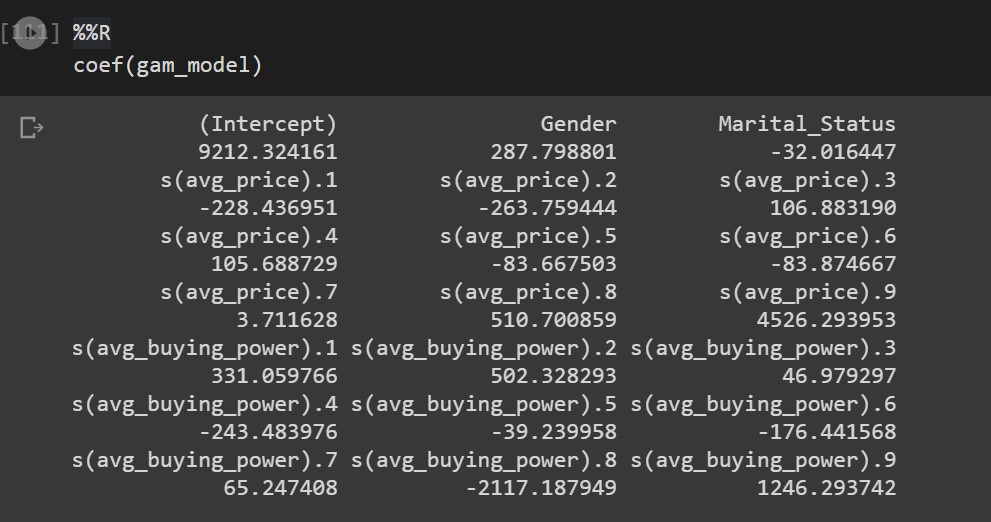 [111] %%R
coef(gam_model)
(Intercept) Gender Marital_Status
9212.324161 287.798801 -32.016447
s(avg_price).1 s(avg_price).2 s(avg_price).3
-228.436951 -263.759444 106.883190
s(avg_price).4 s(avg_price).5 s(avg_price).6
105.688729 -83.667503 -83.874667
s(avg_price).7 s(avg_price).8 s(avg_price).9
3.711628 510.700859 4526.293953
s(avg_buying_power).1 s(avg_buying_power).2 s(avg_buying_power).3
331.059766 502.328293 46.979297
s(avg_buying_power).4 s(avg_buying_power).5 s(avg_buying_power).6
-243.483976 -39.239958 -176.441568
s(avg_buying_power).7 s(avg_buying_power).8 s(avg_buying_power).9
65.247408 -2117.187949 1246.293742